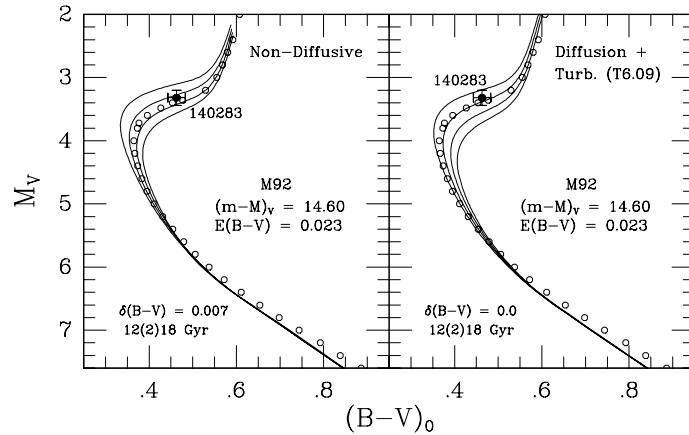 2
3
4
5
6
7
M_V
Non-Diffusive
140283
M92
(m−M)_V = 14.60
E(B−V) = 0.023
δ(B−V) = 0.007
12(2)18 Gyr
Diffusion +
Turb. (T6.09)
140283
M92
(m−M)_V = 14.60
E(B−V) = 0.023
δ(B−V) = 0.0
12(2)18 Gyr
.4 .6 .8 .4 .6 .8
(B−V)_0